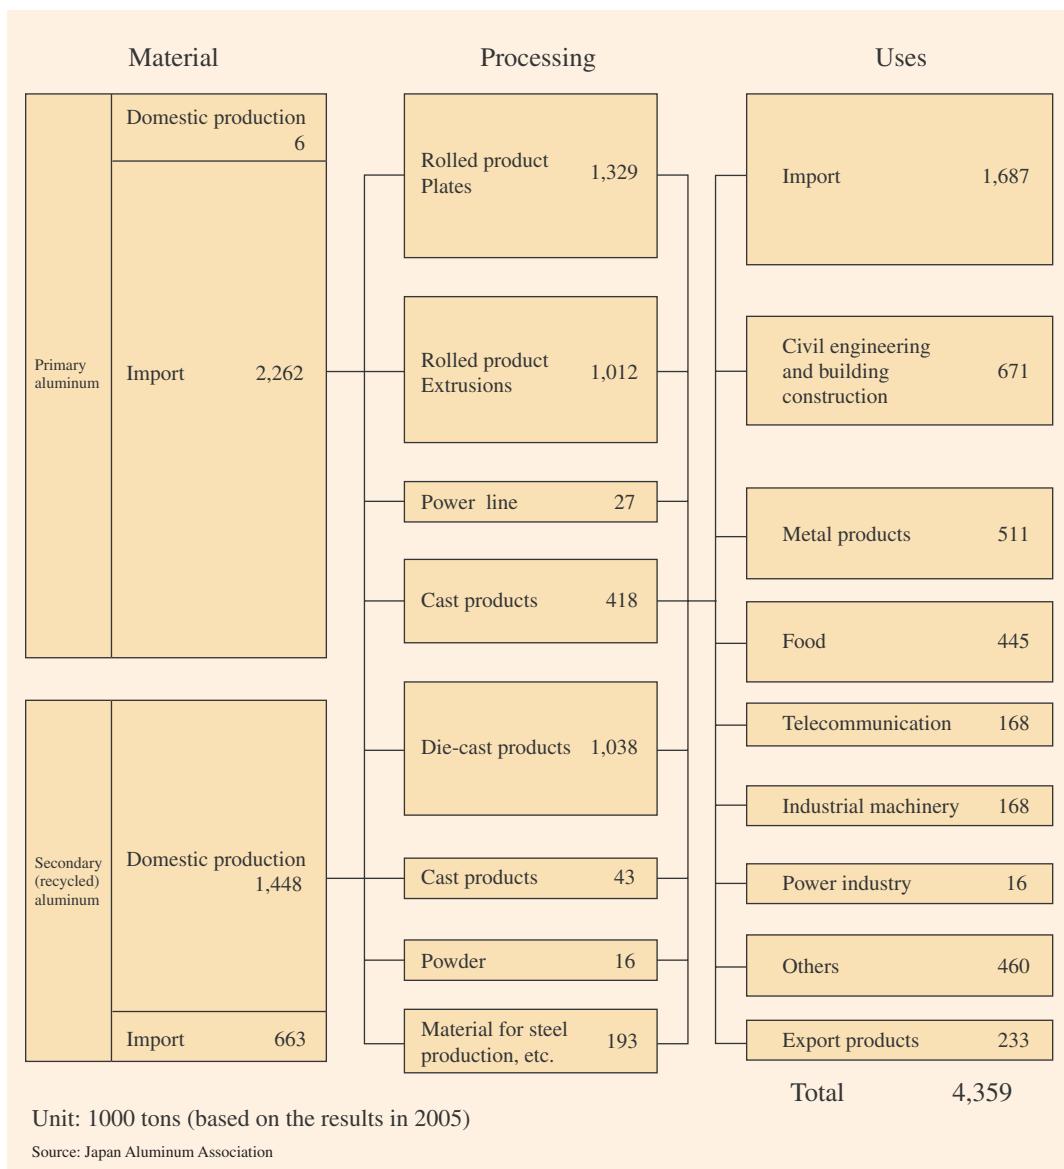 Material
Processing
Uses
Primary
aluminum
Domestic production
6
Import 2,262
Secondary
(recycled)
aluminum
Domestic production
1,448
Import 663
Rolled product
Plates
1,329
Rolled product
Extrusions
1,012
Power line 27
Cast products 418
Die-cast products 1,038
Cast products 43
Powder 16
Material for steel
production, etc.
193
Import 1,687
Civil engineering
and building
construction
671
Metal products 511
Food 445
Telecommunication 168
Industrial machinery 168
Power industry 16
Others 460
Export products 233
Total 4,359
Unit: 1000 tons (based on the results in 2005)
Source: Japan Aluminum Association